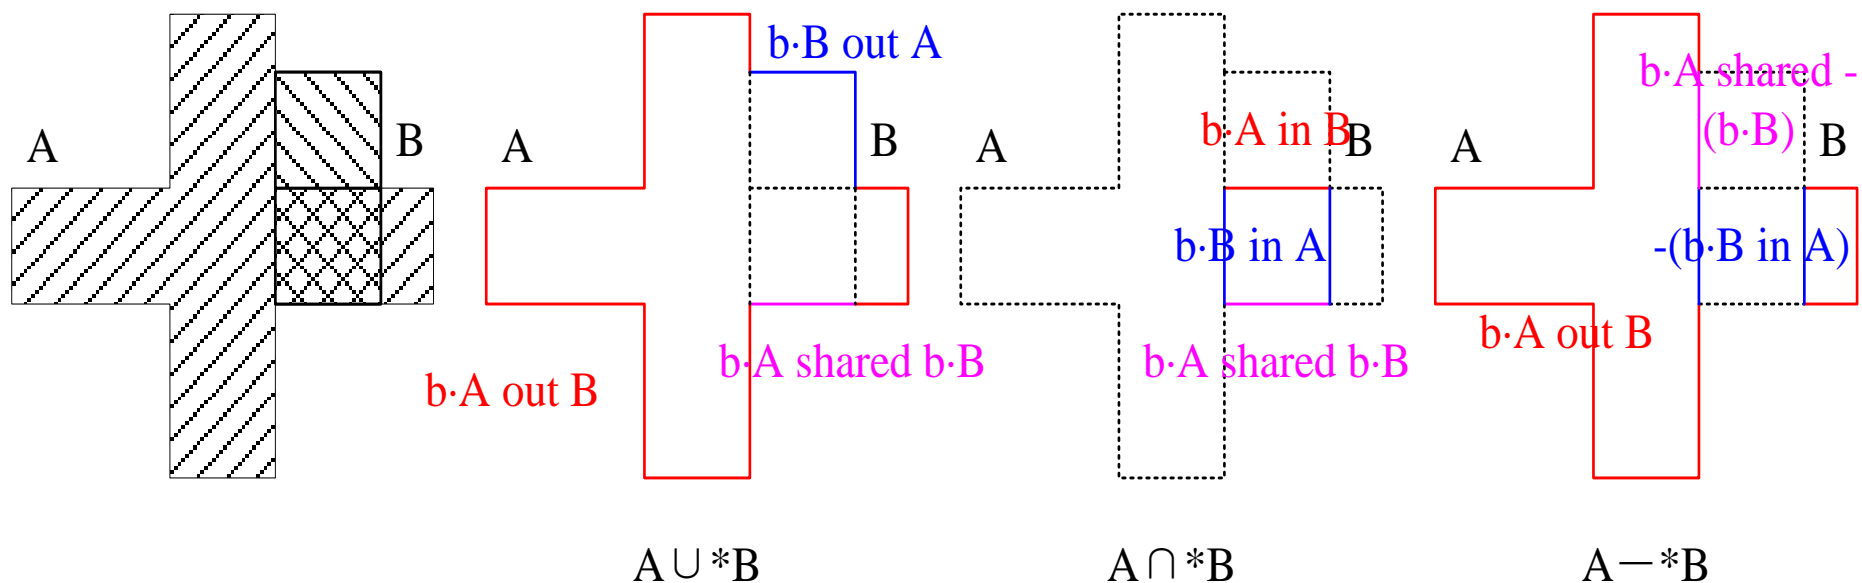 A
B
b·B out A
A
B
b·A out B
b·A shared b·B
A∪*B
A
b·A in B
B
b·B in A
b·A shared b·B
A∩*B
b·A shared -
(b·B)
A
B
-(b·B in A)
b·A out B
A－*B